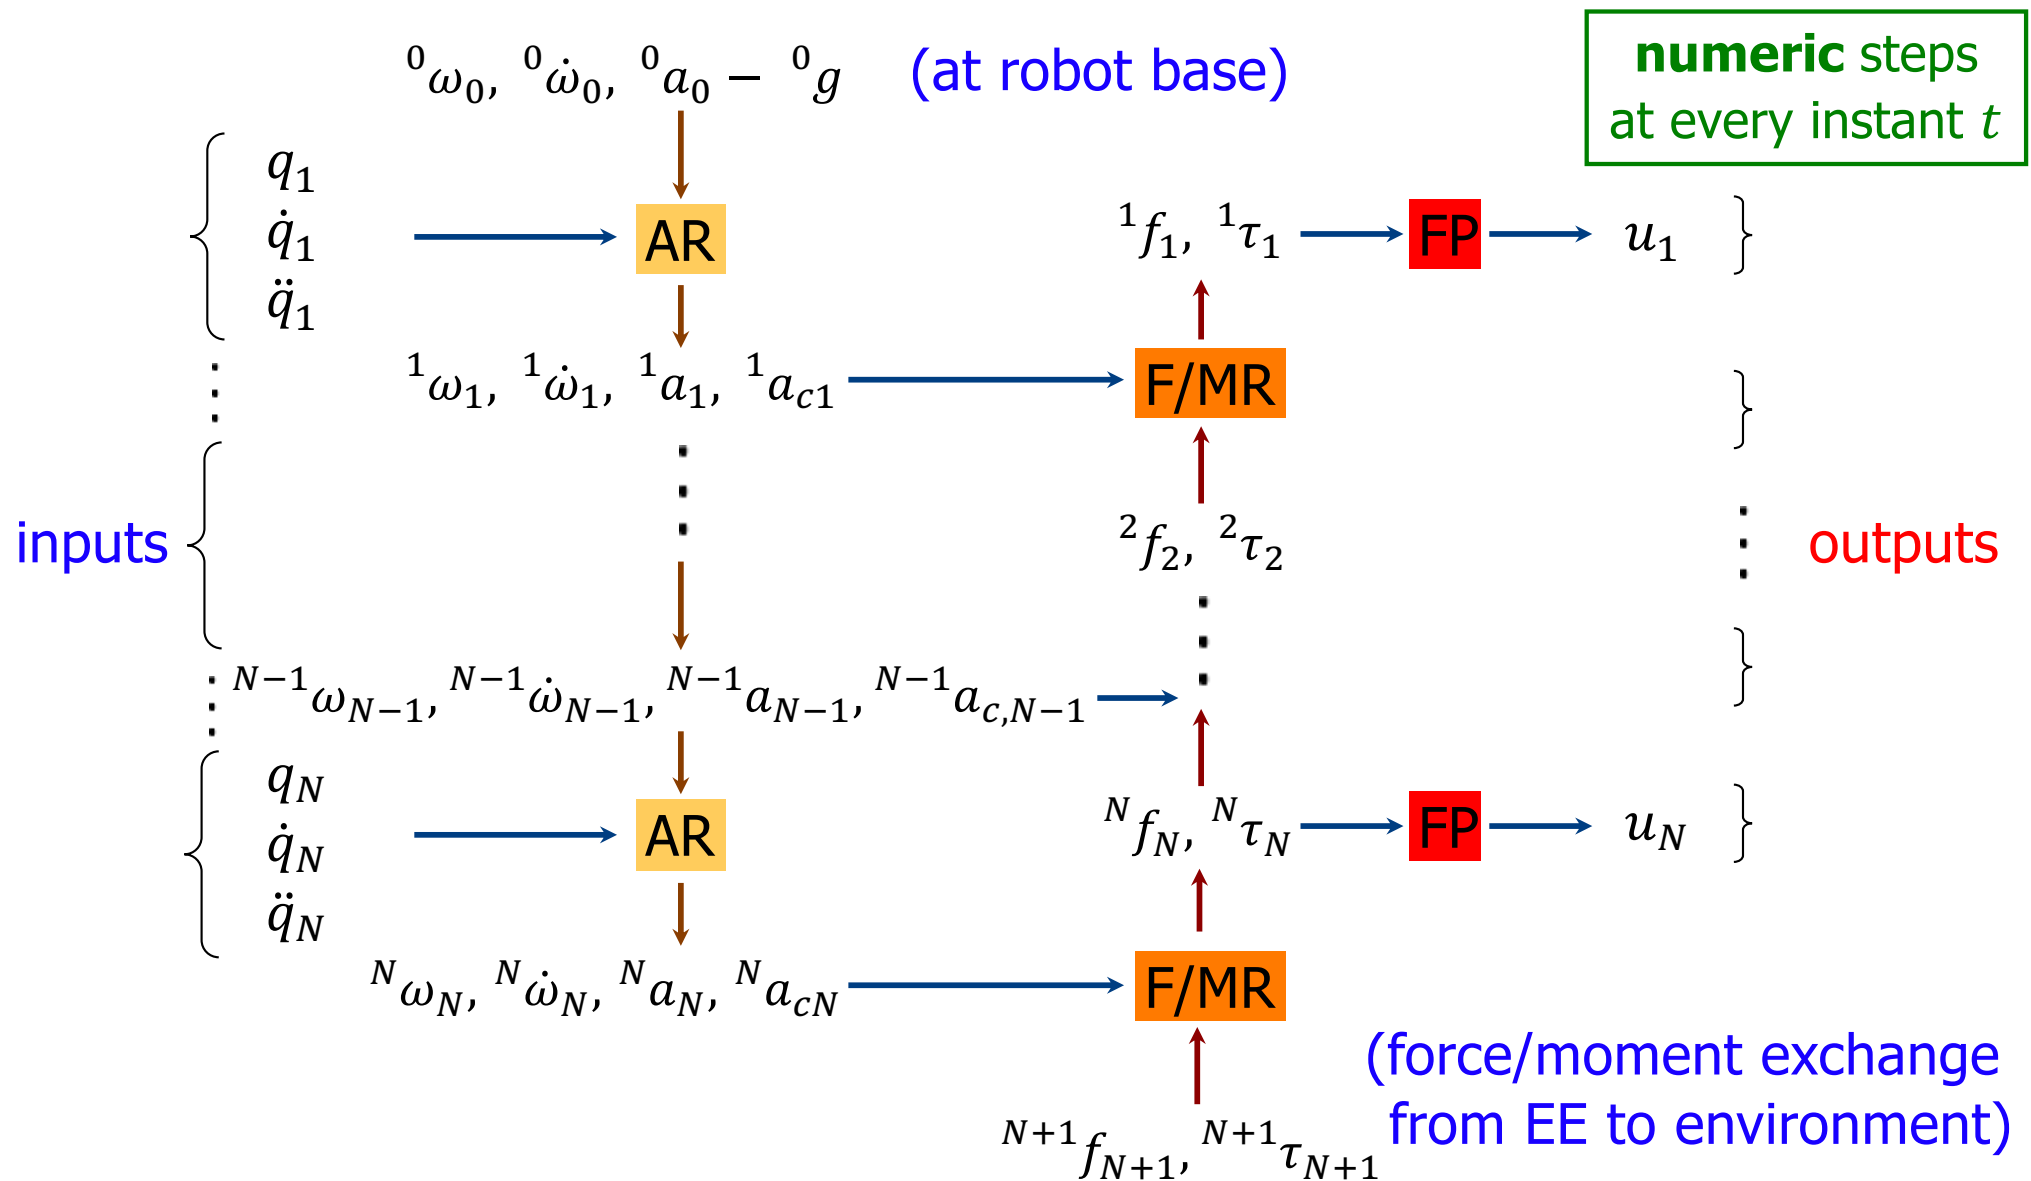 ⁰ω₀, ⁰ω̇₀, ⁰a₀ − ⁰g (at robot base)
numeric steps
at every instant t
q₁
q̇₁
q̈₁
AR
¹f₁, ¹τ₁
FP
u₁
¹ω₁, ¹ω̇₁, ¹a₁, ¹a_c1
F/MR
inputs
²f₂, ²τ₂
outputs
ᴺ⁻¹ω_N−1, ᴺ⁻¹ω̇_N−1, ᴺ⁻¹a_N−1, ᴺ⁻¹a_c,N−1
q_N
q̇_N
q̈_N
AR
ᴺf_N, ᴺτ_N
FP
u_N
ᴺω_N, ᴺω̇_N, ᴺa_N, ᴺa_cN
F/MR
(force/moment exchange
from EE to environment)
ᴺ⁺¹f_N+1, ᴺ⁺¹τ_N+1